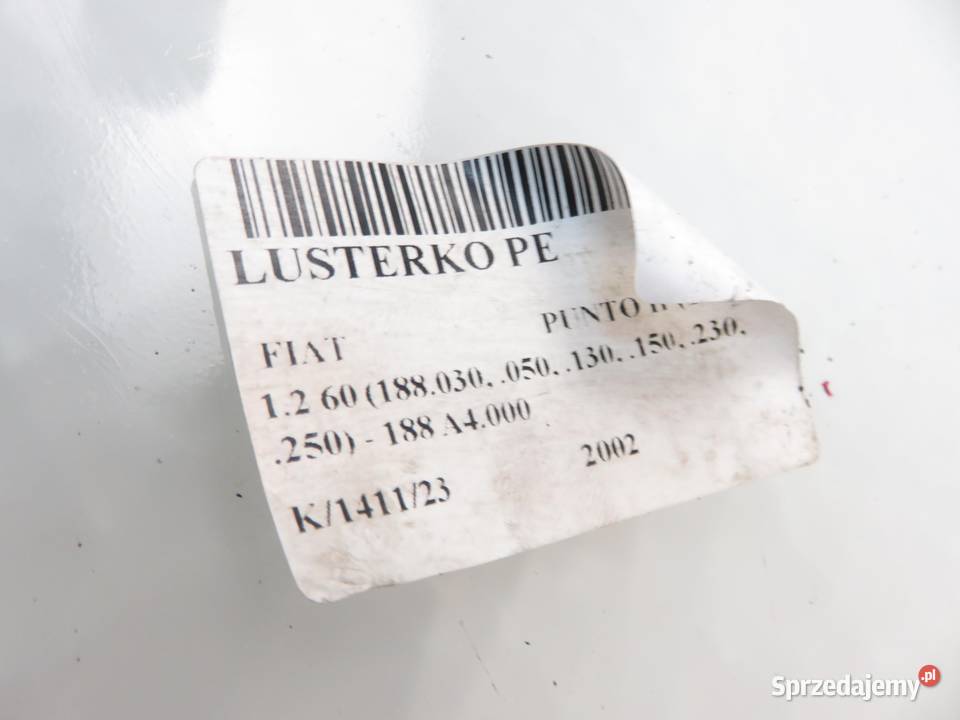 LUSTERKO PE
FIAT PUNTO II
1.2 60 (188.030, .050, .130, .150, .230,
.250) - 188 A4.000
2002
K/1411/23
Sprzedajemy.pl